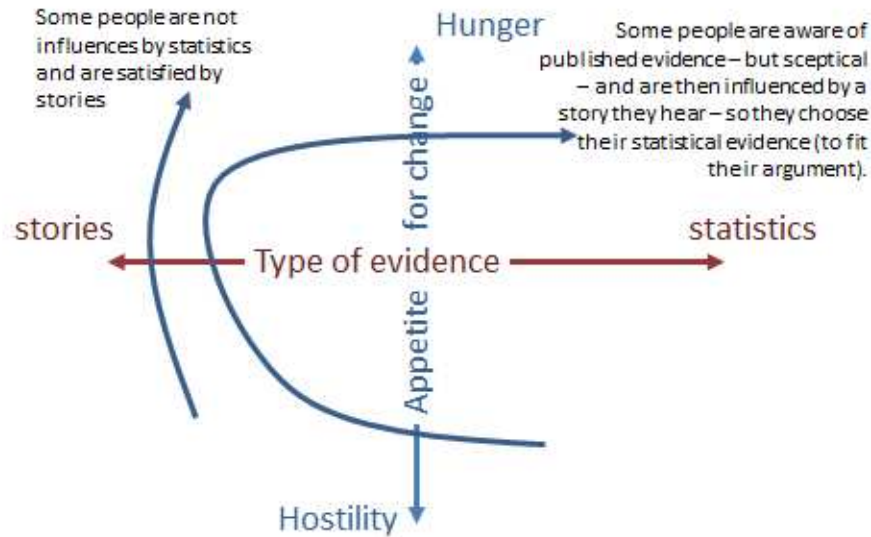 Some people are not
influences by statistics
and are satisfied by
stories
Hunger
Some people are aware of
published evidence – but sceptical
– and are then influenced by a
story they hear – so they choose
their statistical evidence (to fit
their argument).
Appetite for change
stories
statistics
Type of evidence
Hostility